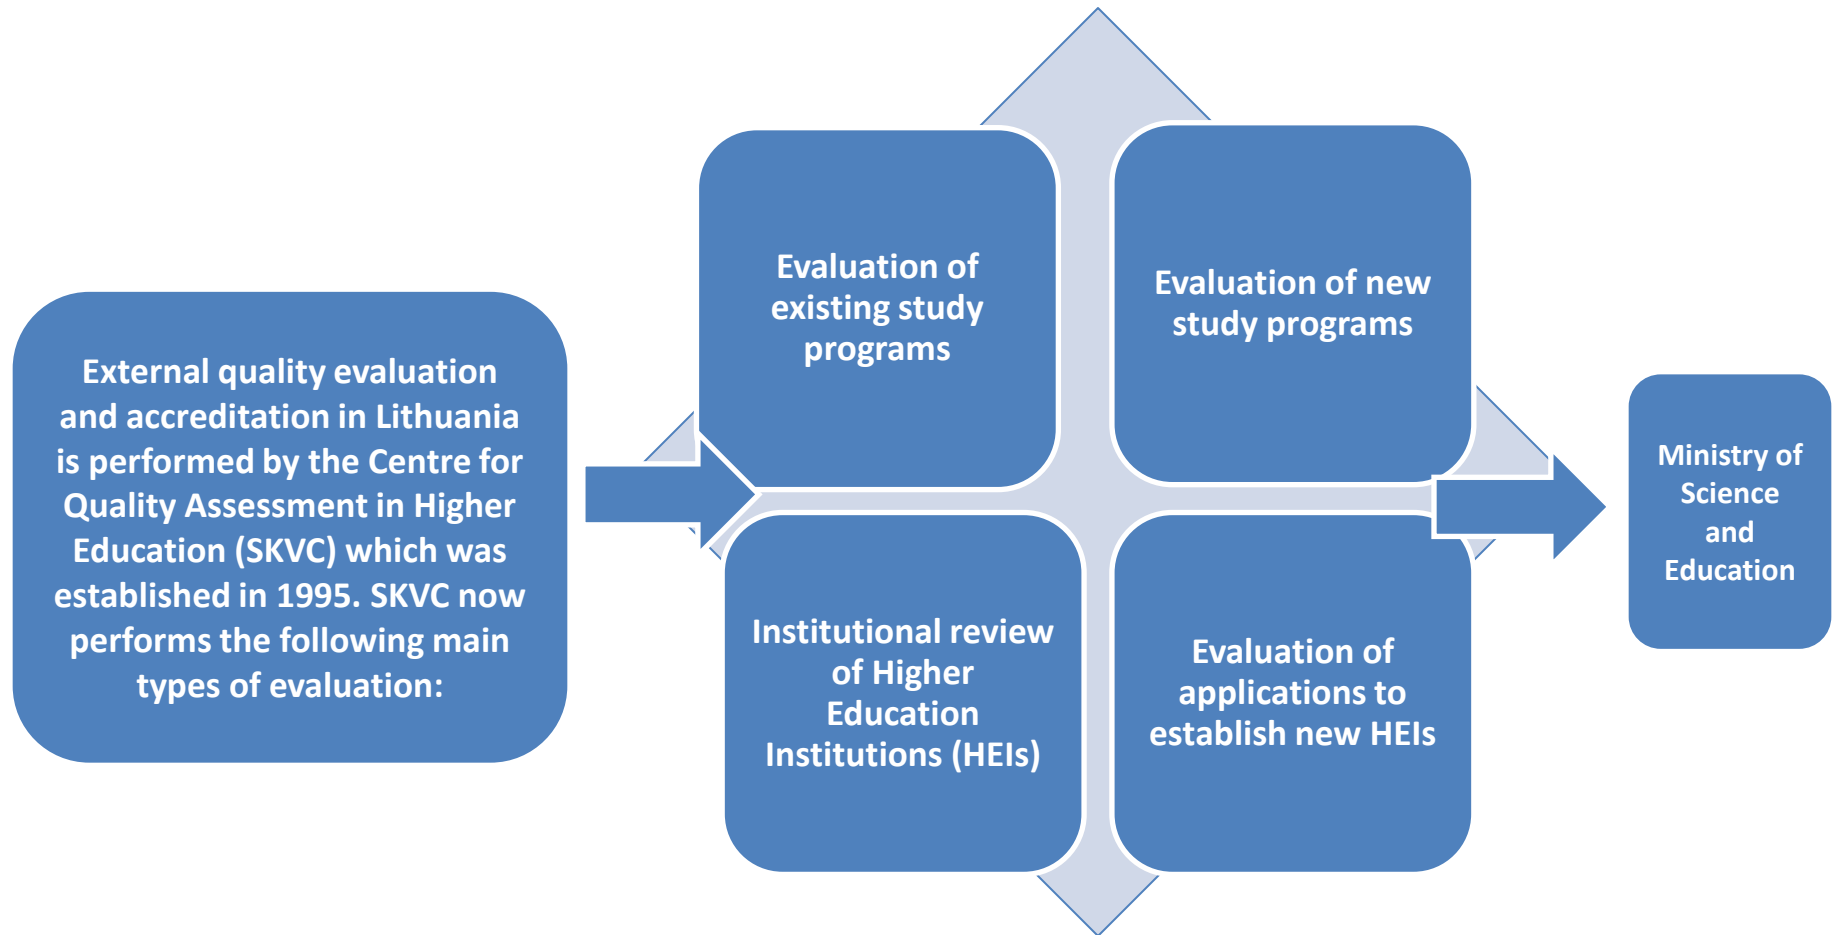 External quality evaluation
and accreditation in Lithuania
is performed by the Centre for
Quality Assessment in Higher
Education (SKVC) which was
established in 1995. SKVC now
performs the following main
types of evaluation:
Evaluation of
existing study
programs
Evaluation of new
study programs
Institutional review
of Higher
Education
Institutions (HEIs)
Evaluation of
applications to
establish new HEIs
Ministry of
Science
and
Education